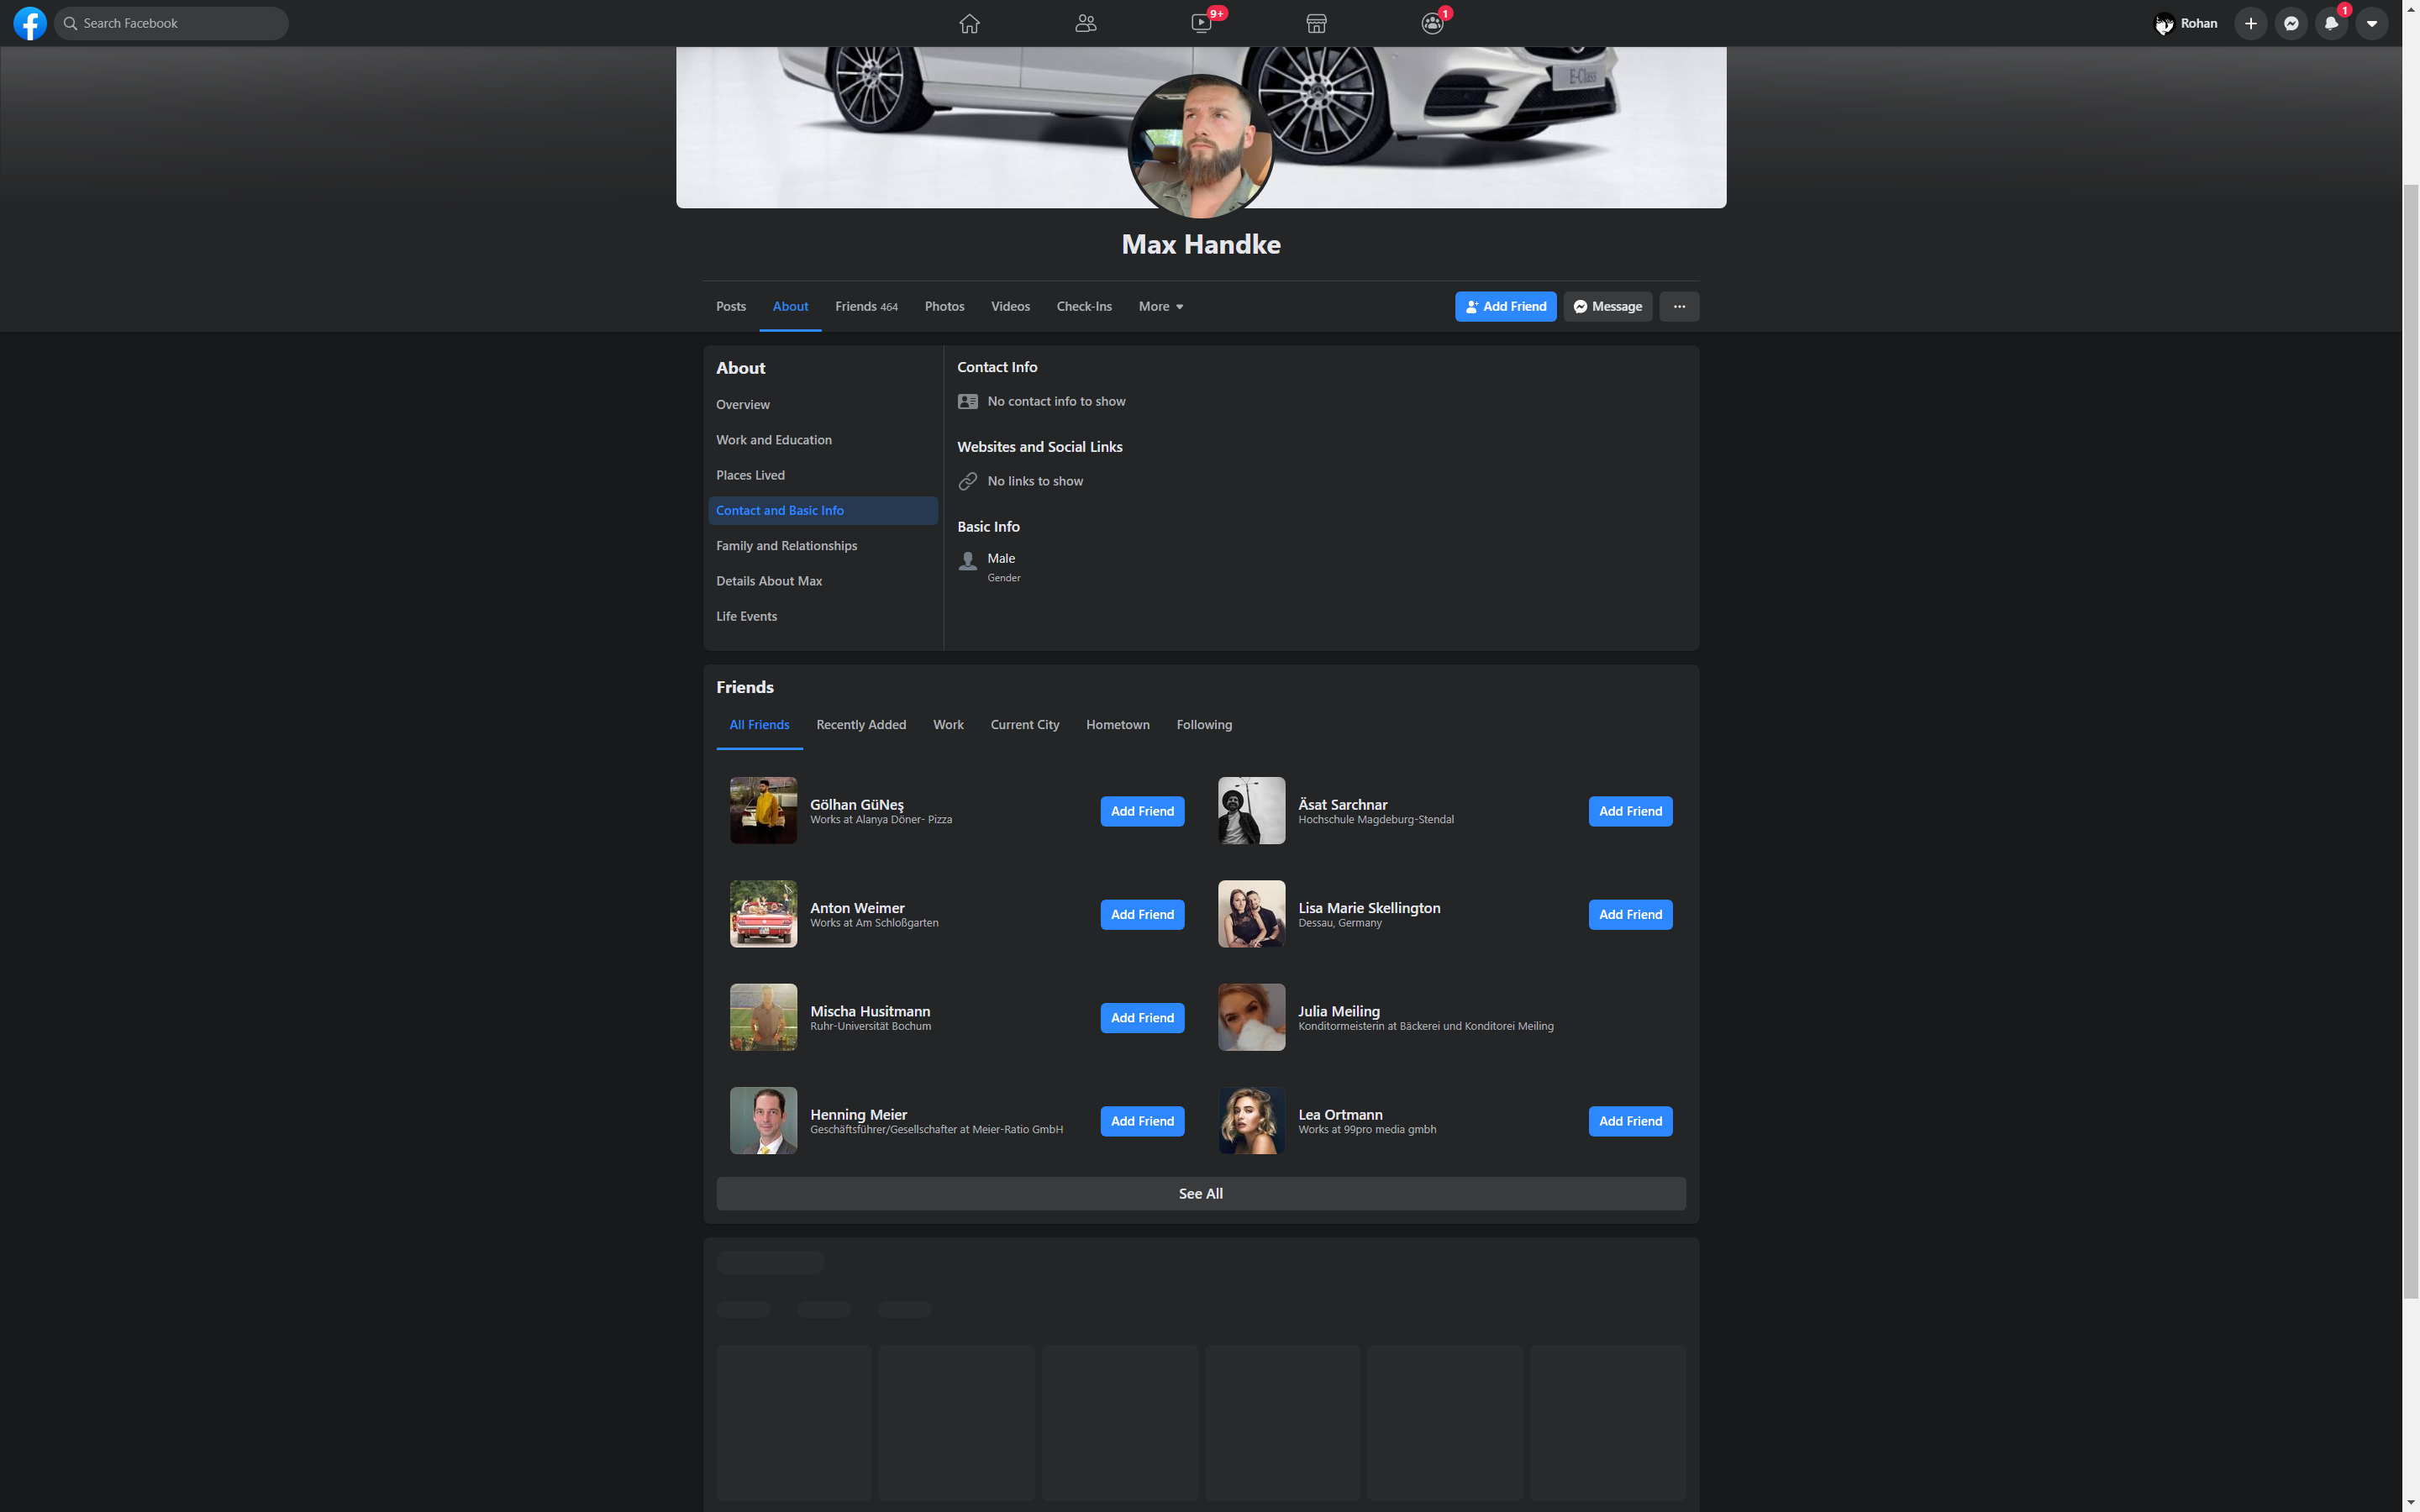 Search Facebook
9+
1
Rohan
1
E-Class
Max Handke
Posts
About
Friends 464
Photos
Videos
Check-Ins
More
Add Friend
Message
About
Overview
Work and Education
Places Lived
Contact and Basic Info
Family and Relationships
Details About Max
Life Events
Contact Info
No contact info to show
Websites and Social Links
No links to show
Basic Info
Male
Gender
Friends
All Friends
Recently Added
Work
Current City
Hometown
Following
Gölhan GüNeş
Works at Alanya Döner- Pizza
Add Friend
Äsat Sarchnar
Hochschule Magdeburg-Stendal
Add Friend
Anton Weimer
Works at Am Schloßgarten
Add Friend
Lisa Marie Skellington
Dessau, Germany
Add Friend
Mischa Husitmann
Ruhr-Universität Bochum
Add Friend
Julia Meiling
Konditormeisterin at Bäckerei und Konditorei Meiling
Henning Meier
Geschäftsführer/Gesellschafter at Meier-Ratio GmbH
Add Friend
Lea Ortmann
Works at 99pro media gmbh
Add Friend
See All